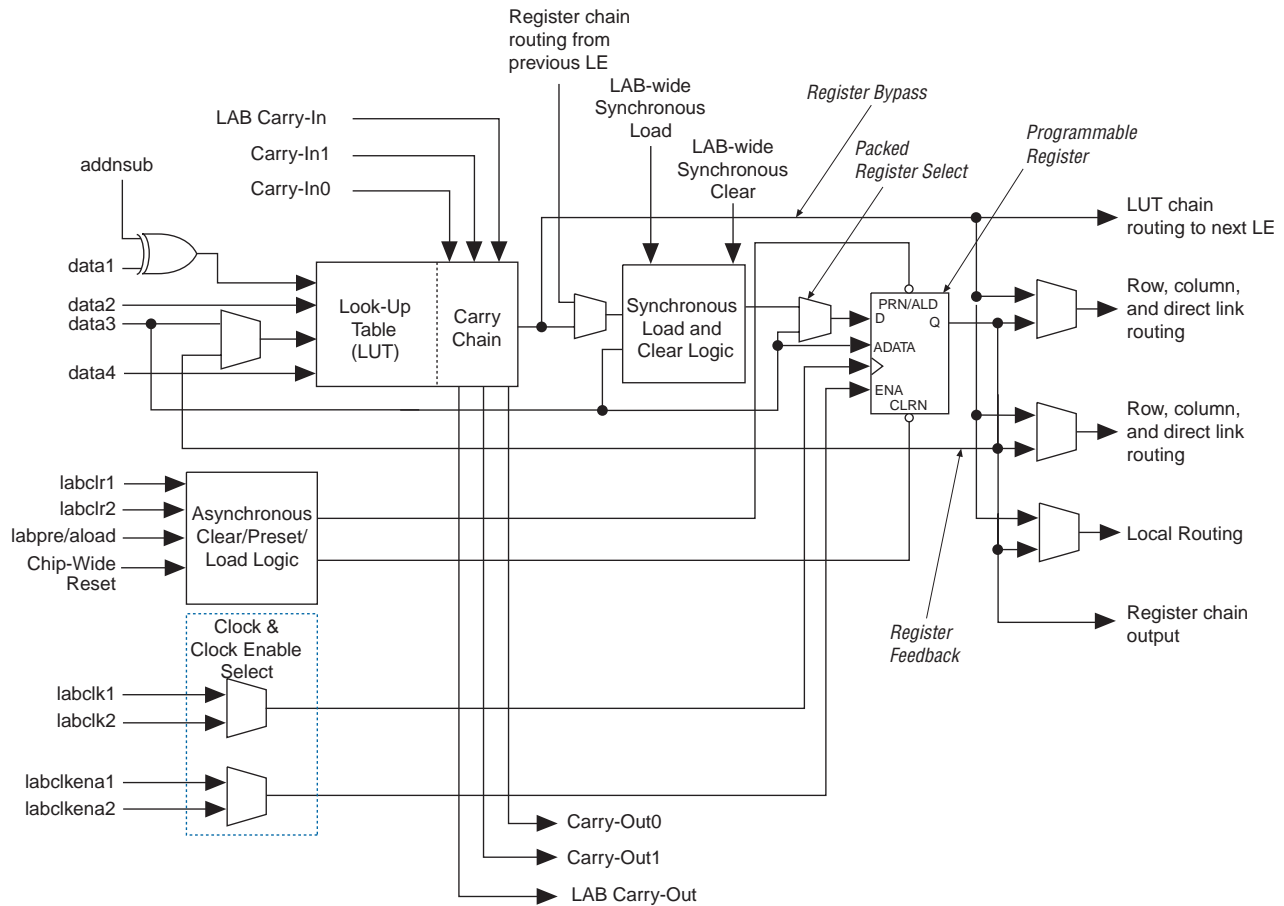 Register chain
routing from
previous LE
LAB-wide
Synchronous
Load
Register Bypass
Programmable
Register
LAB Carry-In
Packed
Register Select
LAB-wide
Synchronous
Clear
Carry-In1
addnsub
Carry-In0
LUT chain
routing to next LE
data1
data2
data3
data4
Look-Up
Table
(LUT)
Carry
Chain
Synchronous
Load and
Clear Logic
PRN/ALD
D
Q
ADATA
ENA
CLRN
Row, column,
and direct link
routing
Row, column,
and direct link
routing
labclr1
labclr2
labpre/aload
Chip-Wide
Reset
Asynchronous
Clear/Preset/
Load Logic
Local Routing
Register chain
output
Register
Feedback
Clock &
Clock Enable
Select
labclk1
labclk2
labclkena1
labclkena2
Carry-Out0
Carry-Out1
LAB Carry-Out